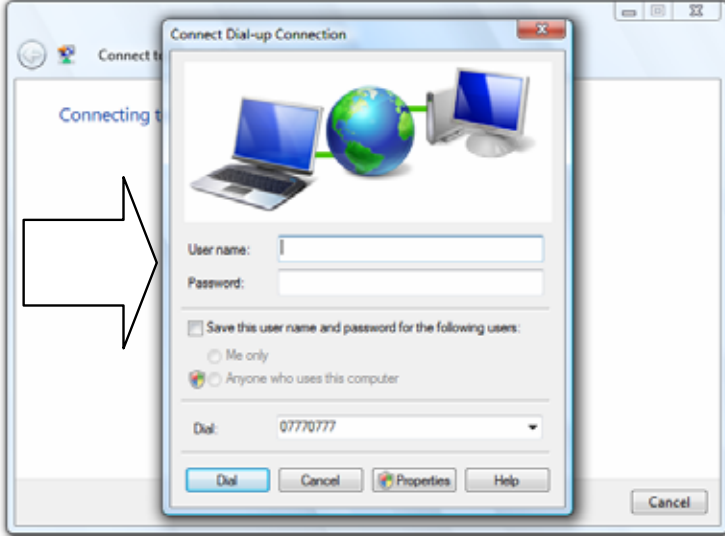 Connect Dial-up Connection
Connect t
Connecting t
User name:
Password:
Save this user name and password for the following users:
Me only
Anyone who uses this computer
Dial:
07770777
Dial
Cancel
Properties
Help
Cancel